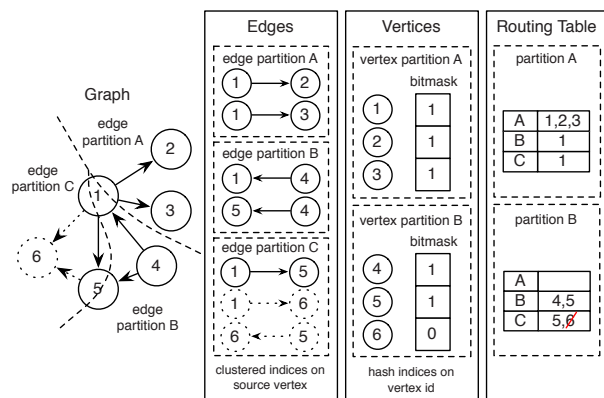 Graph
edge
partition A
edge
partition C
edge
partition B
1
2
3
4
5
6
Edges
edge partition A
1 2
1 3
edge partition B
1 4
5 4
edge partition C
1 5
1 6
6 5
clustered indices on
source vertex
Vertices
vertex partition A
bitmask
1 1
2 1
3 1
vertex partition B
bitmask
4 1
5 1
6 0
hash indices on
vertex id
Routing Table
partition A
A 1,2,3
B 1
C 1
partition B
A
B 4,5
C 5,6